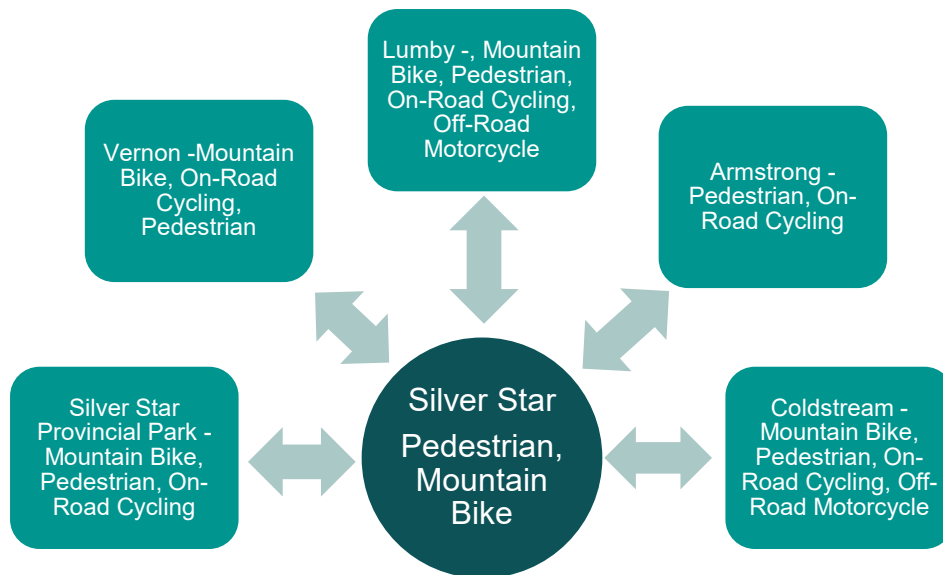 Lumby -, Mountain
Bike, Pedestrian,
On-Road Cycling,
Off-Road
Motorcycle
Vernon -Mountain
Bike, On-Road
Cycling,
Pedestrian
Armstrong -
Pedestrian, On-
Road Cycling
Silver Star
Provincial Park -
Mountain Bike,
Pedestrian, On-
Road Cycling
Silver Star
Pedestrian,
Mountain
Bike
Coldstream -
Mountain Bike,
Pedestrian, On-
Road Cycling, Off-
Road Motorcycle